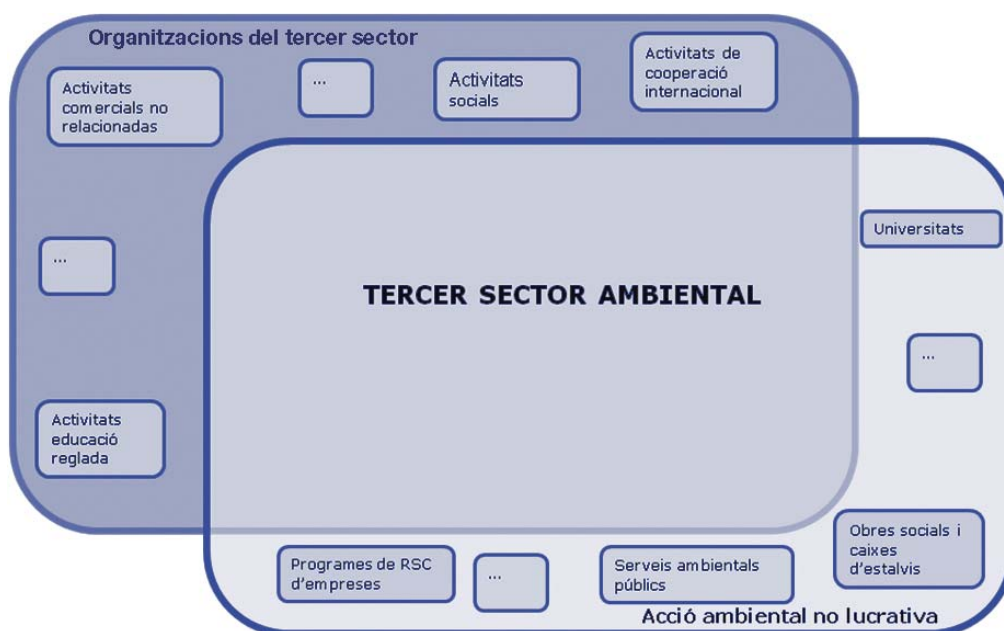 Organitzacions del tercer sector
Activitats
comercials no
relacionadas
...
Activitats
socials
Activitats de
cooperació
internacional
Universitats
...
TERCER SECTOR AMBIENTAL
...
Activitats
educació
reglada
Programes de RSC
d'empreses
...
Serveis ambientals
públics
Obres socials i
caixes
d'estalvis
Acció ambiental no lucrativa